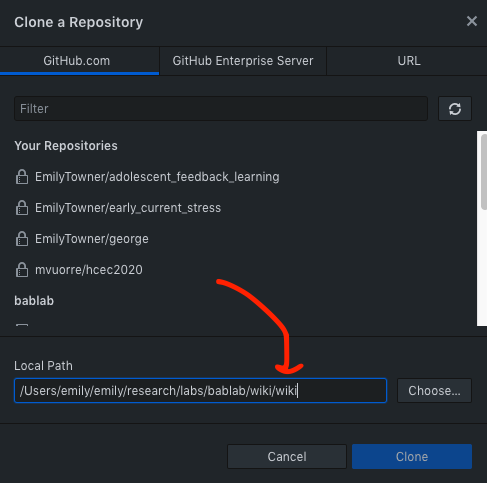 Clone a Repository
GitHub.com GitHub Enterprise Server URL
Filter
Your Repositories
EmilyTowner/adolescent_feedback_learning
EmilyTowner/early_current_stress
EmilyTowner/george
mvuorre/hcec2020
bablab
Local Path
/Users/emily/emily/research/labs/bablab/wiki/wiki Choose...
Cancel Clone